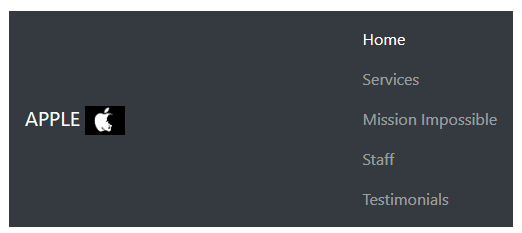 Home
Services
APPLE
Mission Impossible
Staff
Testimonials